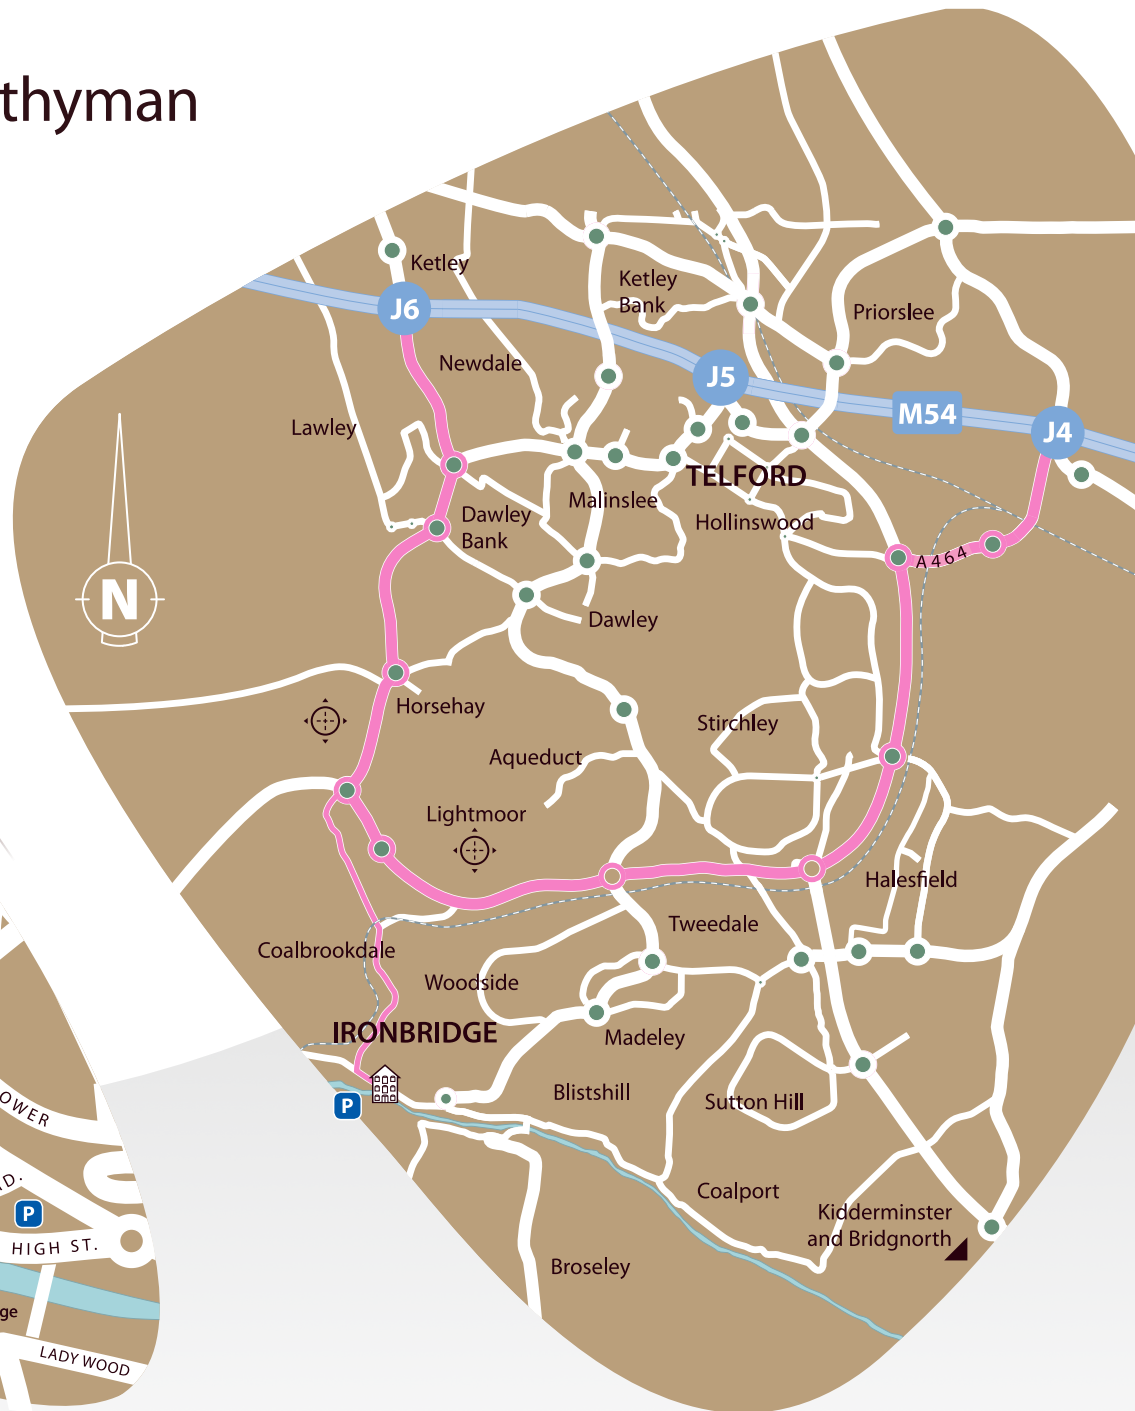 thyman
Ketley
J6
Ketley
Bank
Priorslee
Newdale
J5
M54
J4
Lawley
TELFORD
Malinslee
Hollinswood
Dawley
Bank
A464
Dawley
Horsehay
Stirchley
Aqueduct
Lightmoor
Halesfield
Tweedale
Coalbrookdale
Woodside
IRONBRIDGE
Madeley
Blistshill
Sutton Hill
P
Coalport
Kidderminster
and Bridgnorth
Broseley
N
OWER
D.
P
HIGH ST.
ge
LADY WOOD